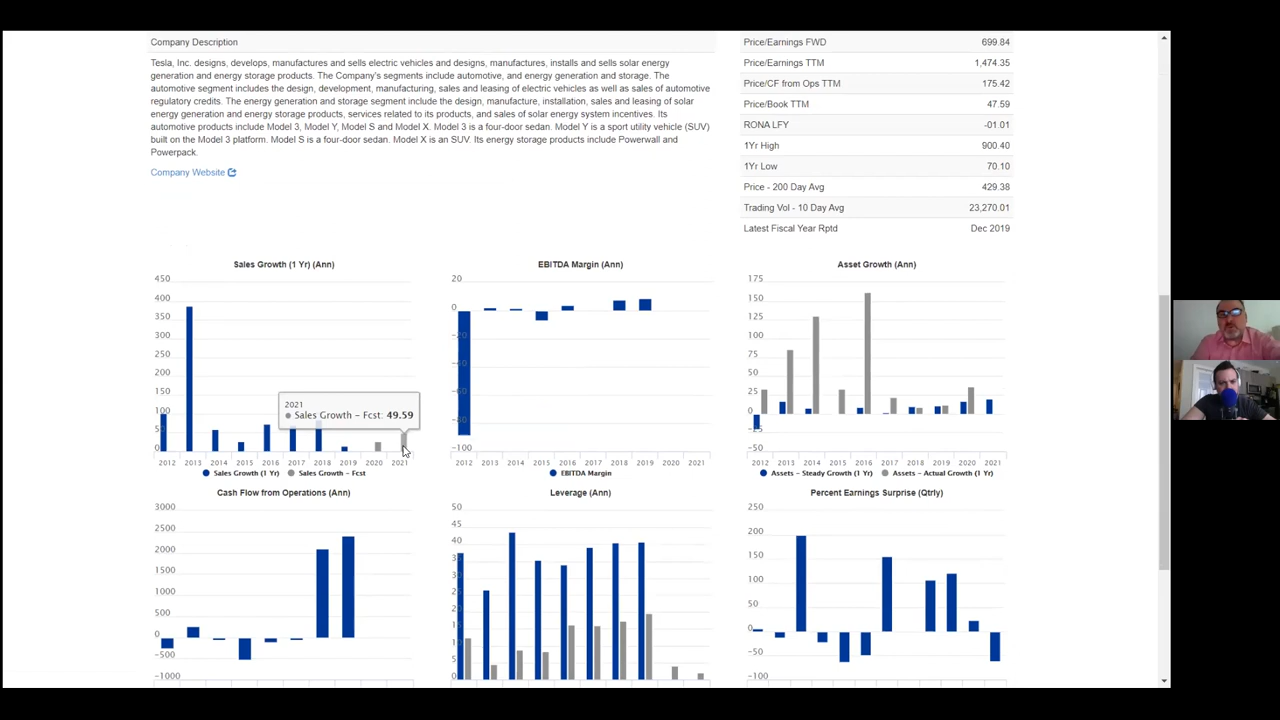 Company Description
Tesla, Inc. designs, develops, manufactures and sells electric vehicles and designs, manufactures, installs and sells solar energy
generation and energy storage products. The Company's segments include automotive, and energy generation and storage. The
automotive segment includes the design, development, manufacturing, sales and leasing of electric vehicles as well as sales of automotive
regulatory credits. The energy generation and storage segment include the design, manufacture, installation, sales and leasing of solar
energy generation and energy storage products, services related to its products, and sales of solar energy system incentives. Its
automotive products include Model 3, Model Y, Model S and Model X. Model 3 is a four-door sedan. Model Y is a sport utility vehicle (SUV)
built on the Model 3 platform. Model S is a four-door sedan. Model X is an SUV. Its energy storage products include Powerwall and
Powerpack.
Company Website
Price/Earnings FWD 699.84
Price/Earnings TTM 1,474.35
Price/CF from Ops TTM 175.42
Price/Book TTM 47.59
RONA LFY -01.01
1Yr High 900.40
1Yr Low 70.10
Price - 200 Day Avg 429.38
Trading Vol - 10 Day Avg 23,270.01
Latest Fiscal Year Rptd Dec 2019
Sales Growth (1 Yr) (Ann)
450
400
350
300
250
200
150
100
50
0
2021
Sales Growth – Fcst: 49.59
2012 2013 2014 2015 2016 2017 2018 2019 2020 2021
Sales Growth (1 Yr) Sales Growth – Fcst
EBITDA Margin (Ann)
20
0
-20
-40
-60
-80
-100
2012 2013 2014 2015 2016 2017 2018 2019 2020 2021
EBITDA Margin
Asset Growth (Ann)
175
150
125
100
75
50
25
0
-25
-50
2012 2013 2014 2015 2016 2017 2018 2019 2020 2021
Assets – Steady Growth (1 Yr) Assets – Actual Growth (1 Yr)
Cash Flow from Operations (Ann)
3000
2500
2000
1500
1000
500
0
-500
-1000
Leverage (Ann)
50
45
40
35
30
25
20
15
10
5
0
Percent Earnings Surprise (Qtrly)
250
200
150
100
50
0
-50
-100